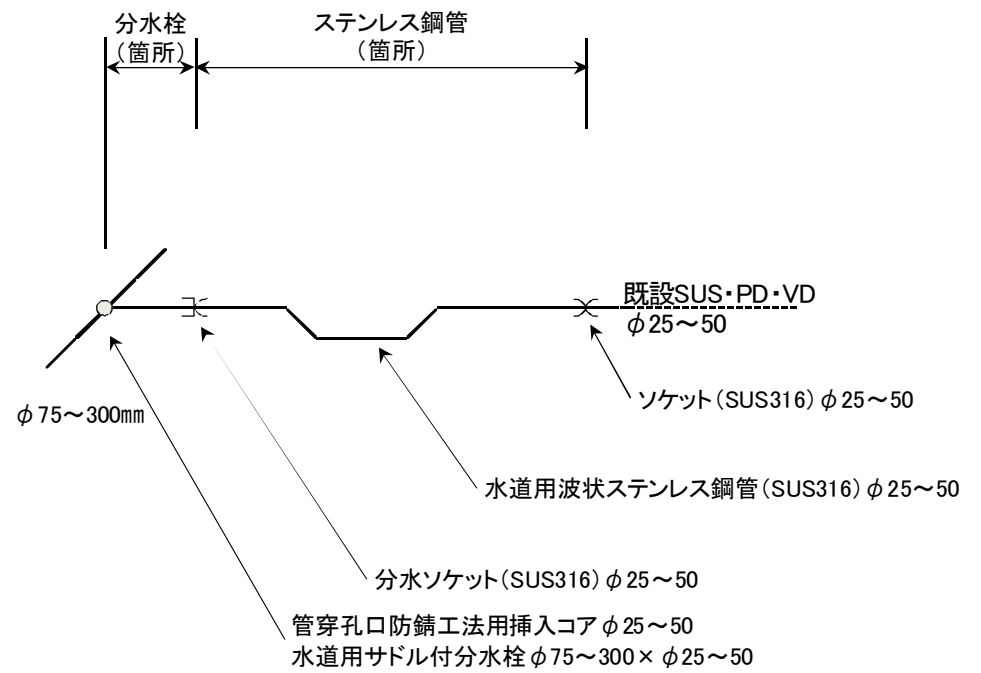 分水栓
(箇所)
ステンレス鋼管
(箇所)
既設SUS・PD・VD
φ25～50
φ75～300㎜
ソケット(SUS316)φ25～50
水道用波状ステンレス鋼管(SUS316)φ25～50
分水ソケット(SUS316)φ25～50
管穿孔口防錆工法用挿入コアφ25～50
水道用サドル付分水栓φ75～300×φ25～50